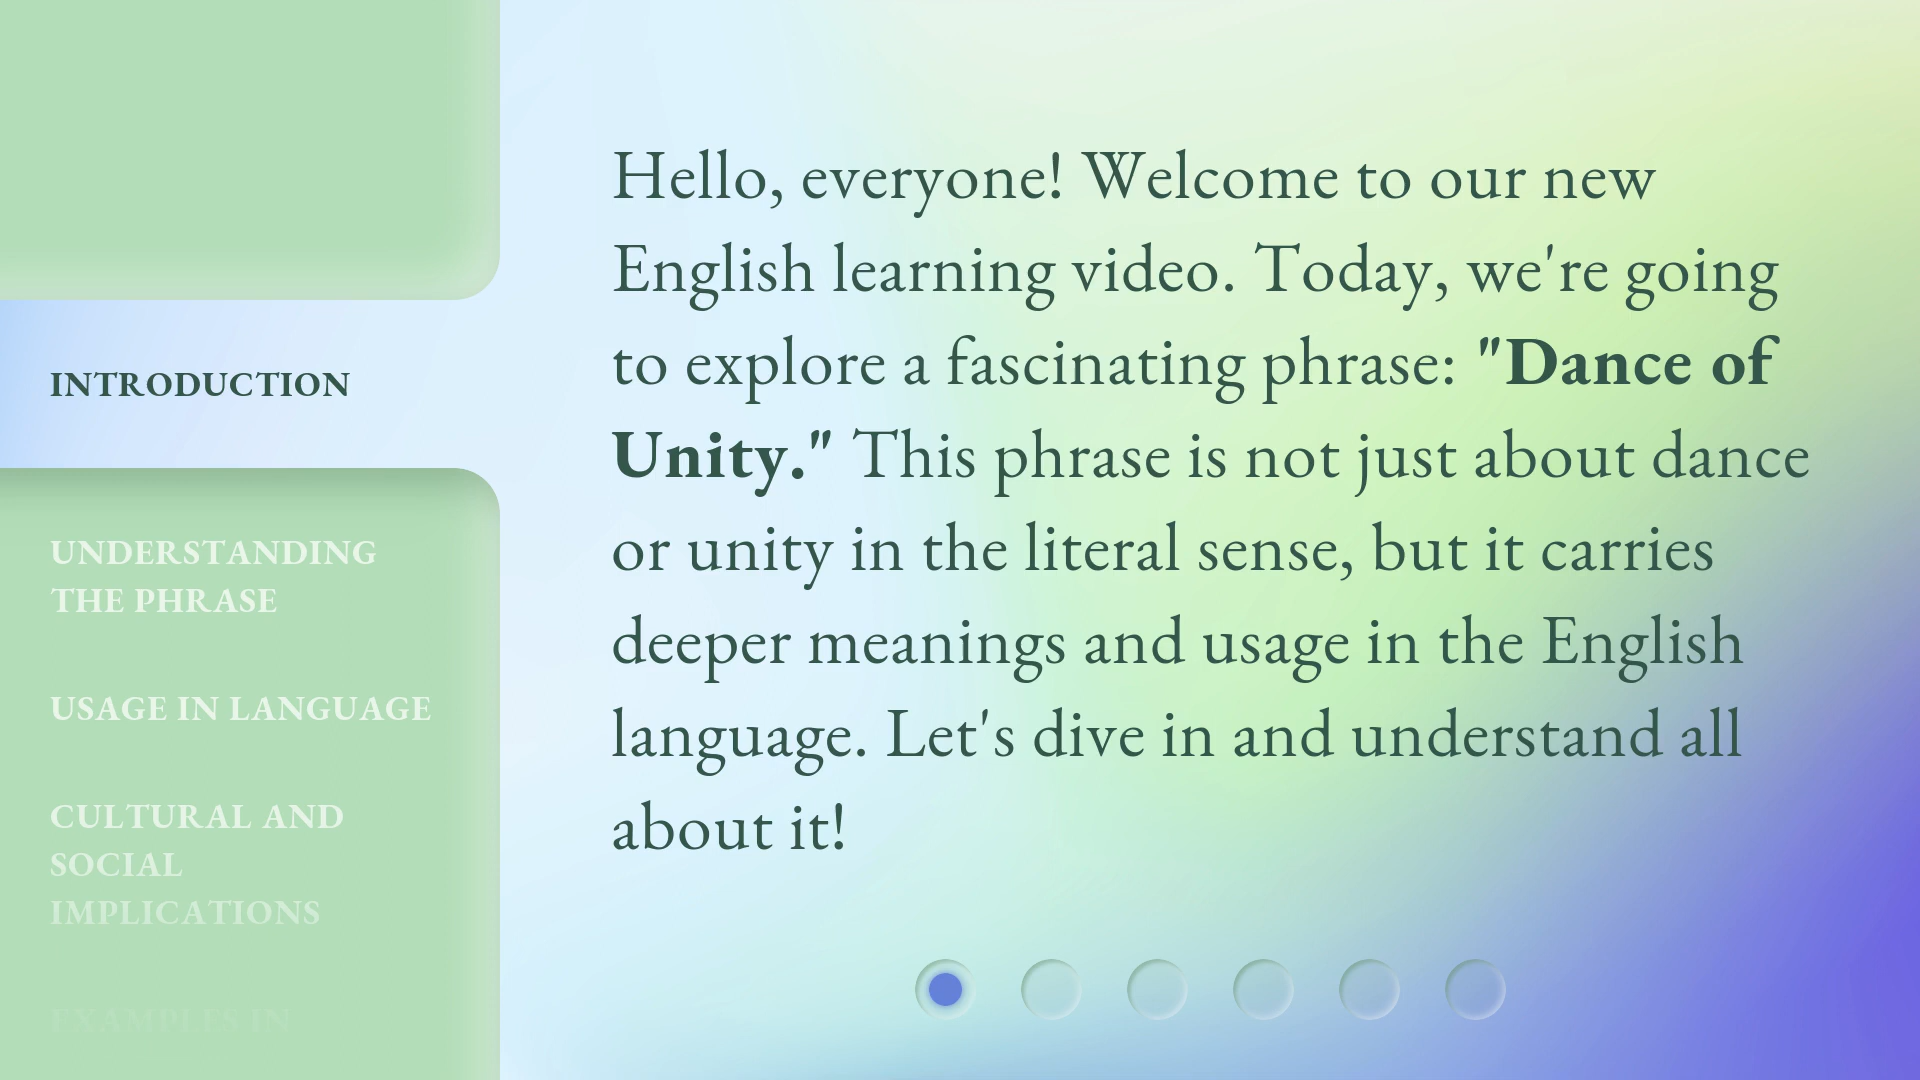 INTRODUCTION
UNDERSTANDING
THE PHRASE
USAGE IN LANGUAGE
CULTURAL AND
SOCIAL
IMPLICATIONS
EXAMPLES IN
Hello, everyone! Welcome to our new
English learning video. Today, we're going
to explore a fascinating phrase: "Dance of
Unity." This phrase is not just about dance
or unity in the literal sense, but it carries
deeper meanings and usage in the English
language. Let's dive in and understand all
about it!